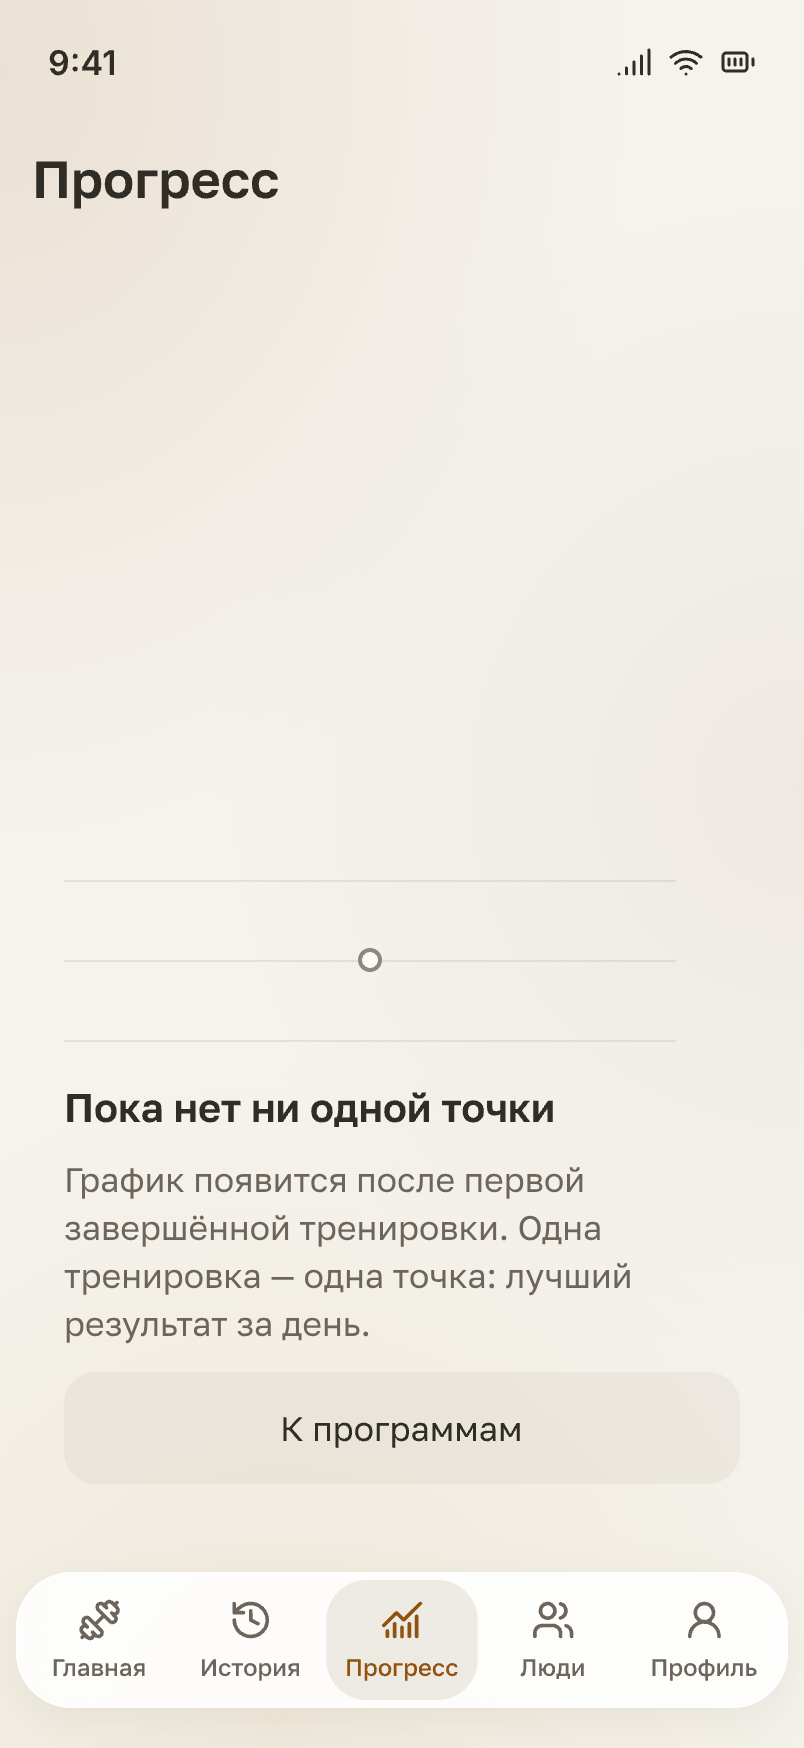 9:41
Прогресс
Пока нет ни одной точки
График появится после первой
завершённой тренировки. Одна
тренировка — одна точка: лучший
результат за день.
К программам
Главная
История
Прогресс
Люди
Профиль